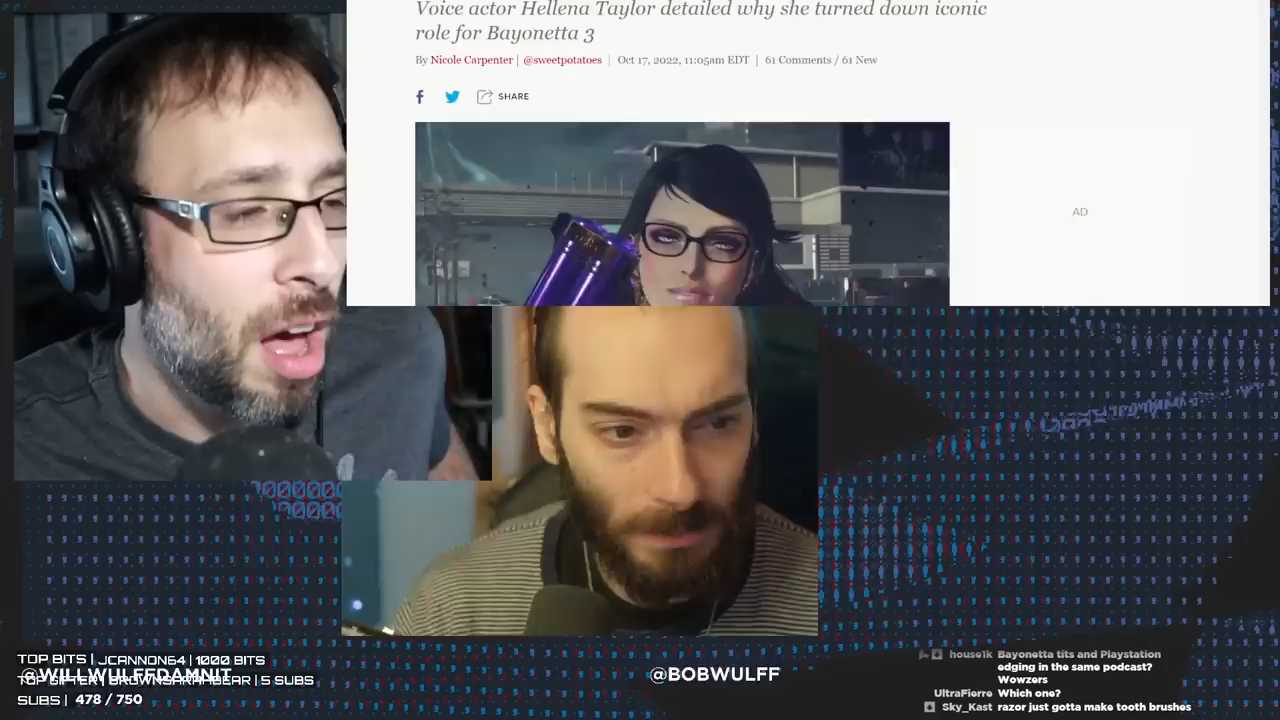 Voice actor Hellena Taylor detailed why she turned down iconic
role for Bayonetta 3
By Nicole Carpenter | @sweetpotatoes | Oct 17, 2022, 11:05am EDT | 61 Comments / 61 New
SHARE
AD
TOP BITS | JCANNON64 | 1000 BITS
@WILLWULFFDAMNIT
SUBS | 478 / 750
@BOBWULFF
house1k Bayonetta tits and Playstation
edging in the same podcast?
Wowzers
UltraFierre Which one?
Sky_Kast razor just gotta make tooth brushes